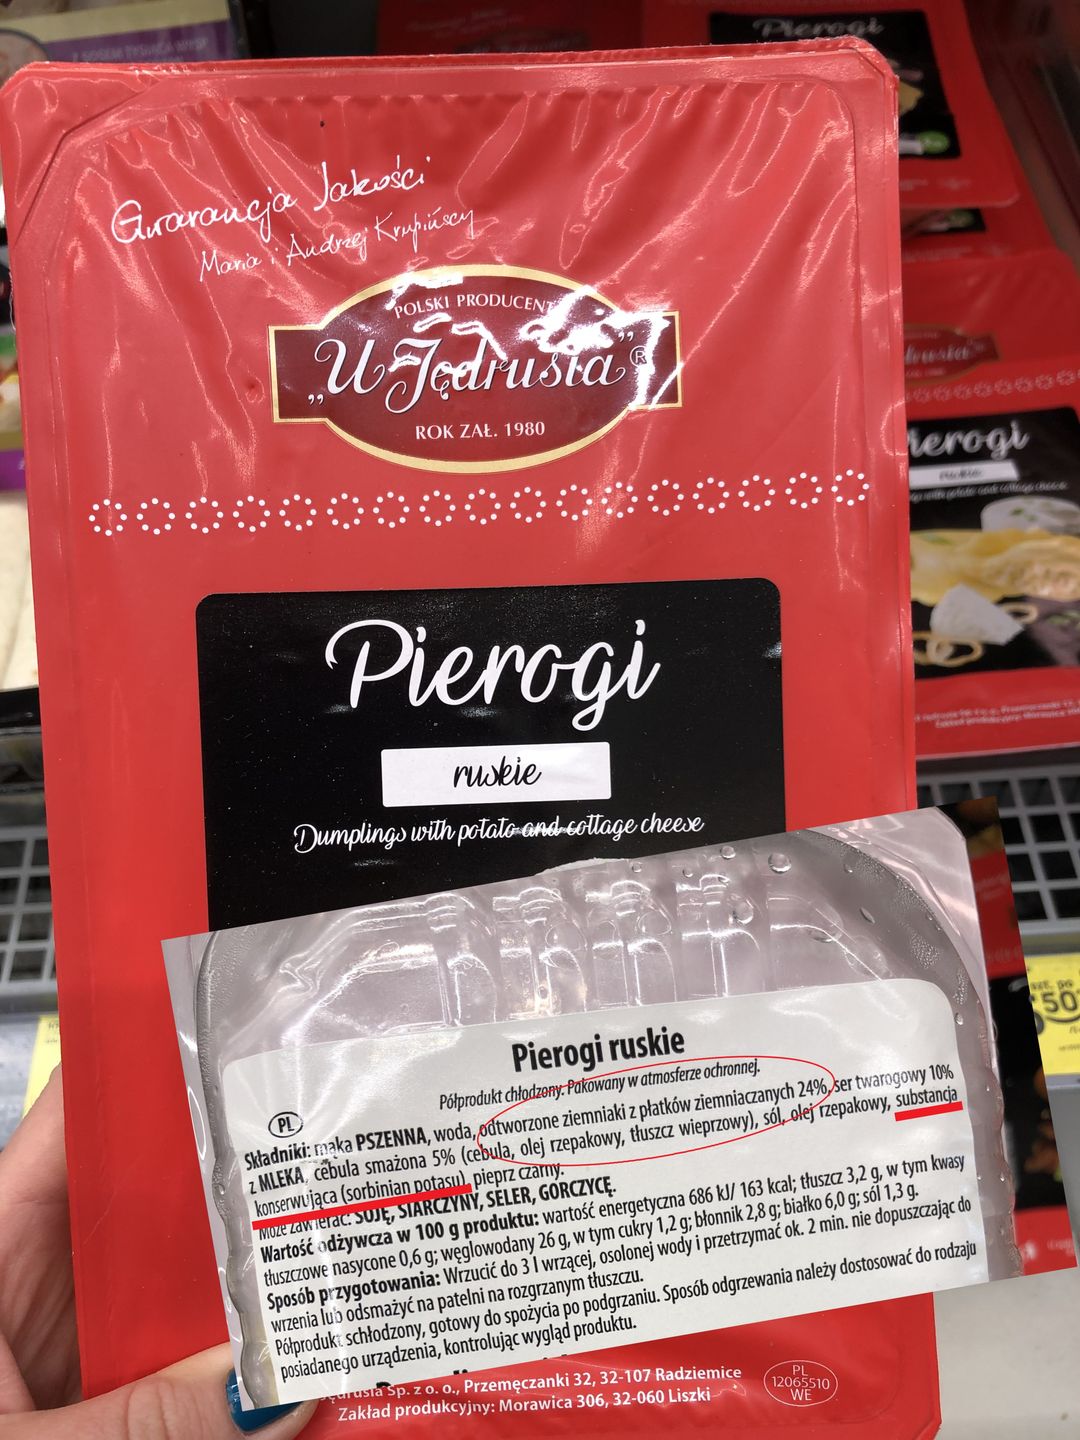 Gwarancja Jakości
Maria i Andrzej Krupińscy
POLSKI PRODUCENT
„U Jędrusia”®
ROK ZAŁ. 1980
Pierogi
ruskie
Dumplings with potato and cottage cheese
Pierogi
ruskie
Pierogi
Pierogi ruskie
Półprodukt chłodzony. Pakowany w atmosferze ochronnej.
PL
Składniki: mąka PSZENNA, woda, odtworzone ziemniaki z płatków ziemniaczanych 24%, ser twarogowy 10%
z MLEKA, cebula smażona 5% (cebula, olej rzepakowy, tłuszcz wieprzowy), sól, olej rzepakowy, substancja
konserwująca (sorbinian potasu), pieprz czarny.
Może zawierać: SOJĘ, SIARCZYNY, SELER, GORCZYCĘ.
Wartość odżywcza w 100 g produktu: wartość energetyczna 686 kJ/ 163 kcal; tłuszcz 3,2 g, w tym kwasy
tłuszczowe nasycone 0,6 g; węglowodany 26 g, w tym cukry 1,2 g; błonnik 2,8 g; białko 6,0 g; sól 1,3 g.
Sposób przygotowania: Wrzucić do 3 l wrzącej, osolonej wody i przetrzymać ok. 2 min. nie dopuszczając do
wrzenia lub odsmażyć na patelni na rozgrzanym tłuszczu.
Półprodukt schłodzony, gotowy do spożycia po podgrzaniu. Sposób odgrzewania należy dostosować do rodzaju
posiadanego urządzenia, kontrolując wygląd produktu.
Jędrusia Sp. z o. o., Przemęczanki 32, 32-107 Radziemice
Zakład produkcyjny: Morawica 306, 32-060 Liszki
PL
12065510
WE
50